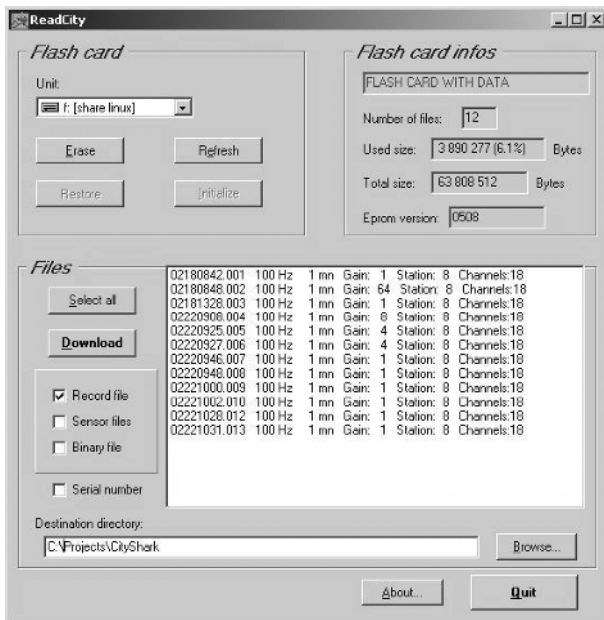 ReadCity
Flash card
Unit:
f: [share linux]
Erase
Refresh
Restore
Initialize
Flash card infos
FLASH CARD WITH DATA
Number of files: 12
Used size: 3 890 277 (6.1%) Bytes
Total size: 63 808 512 Bytes
Eprom version: 0508
Files
Select all
Download
Record file
Sensor files
Binary file
Serial number
02180842.001 100 Hz 1 mn Gain: 1 Station: 8 Channels:18
02180848.002 100 Hz 1 mn Gain: 64 Station: 8 Channels:18
02181328.003 100 Hz 1 mn Gain: 1 Station: 8 Channels:18
02220908.004 100 Hz 1 mn Gain: 8 Station: 8 Channels:18
02220925.005 100 Hz 1 mn Gain: 4 Station: 8 Channels:18
02220927.006 100 Hz 1 mn Gain: 4 Station: 8 Channels:18
02220946.007 100 Hz 1 mn Gain: 1 Station: 8 Channels:18
02220948.008 100 Hz 1 mn Gain: 1 Station: 8 Channels:18
02221000.009 100 Hz 1 mn Gain: 1 Station: 8 Channels:18
02221002.010 100 Hz 1 mn Gain: 1 Station: 8 Channels:18
02221028.012 100 Hz 1 mn Gain: 1 Station: 8 Channels:18
02221031.013 100 Hz 1 mn Gain: 1 Station: 8 Channels:18
Destination directory:
C:\Projects\CityShark
Browse...
About...
Quit